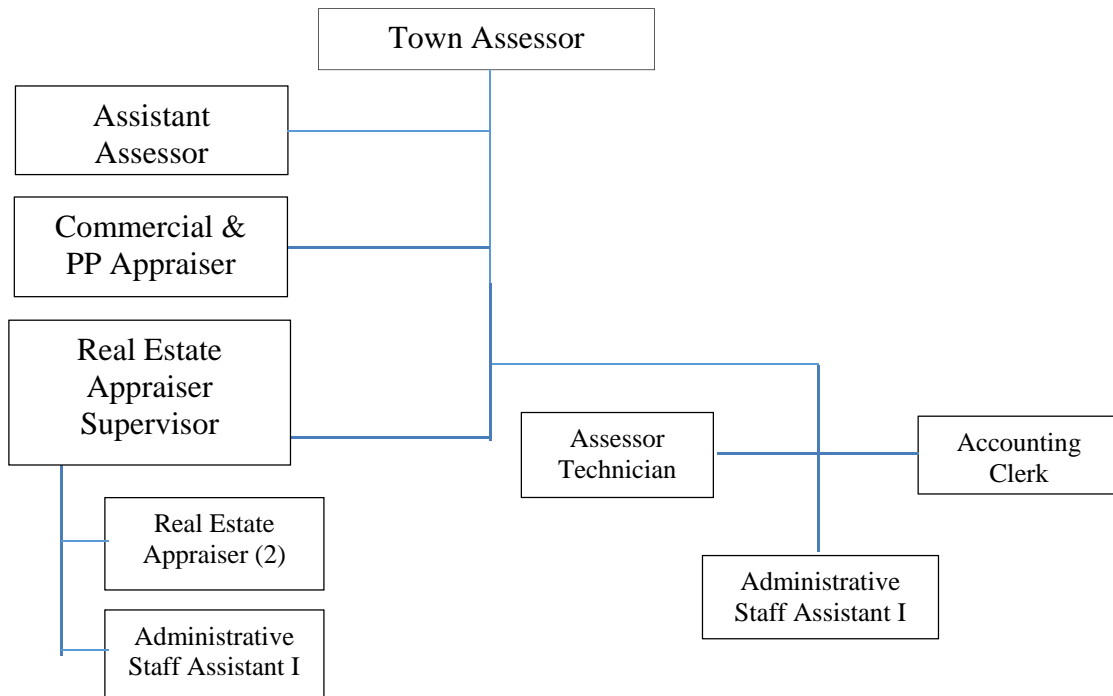 Town Assessor
Assistant
Assessor
Commercial &
PP Appraiser
Real Estate
Appraiser
Supervisor
Assessor
Technician
Accounting
Clerk
Real Estate
Appraiser (2)
Administrative
Staff Assistant I
Administrative
Staff Assistant I